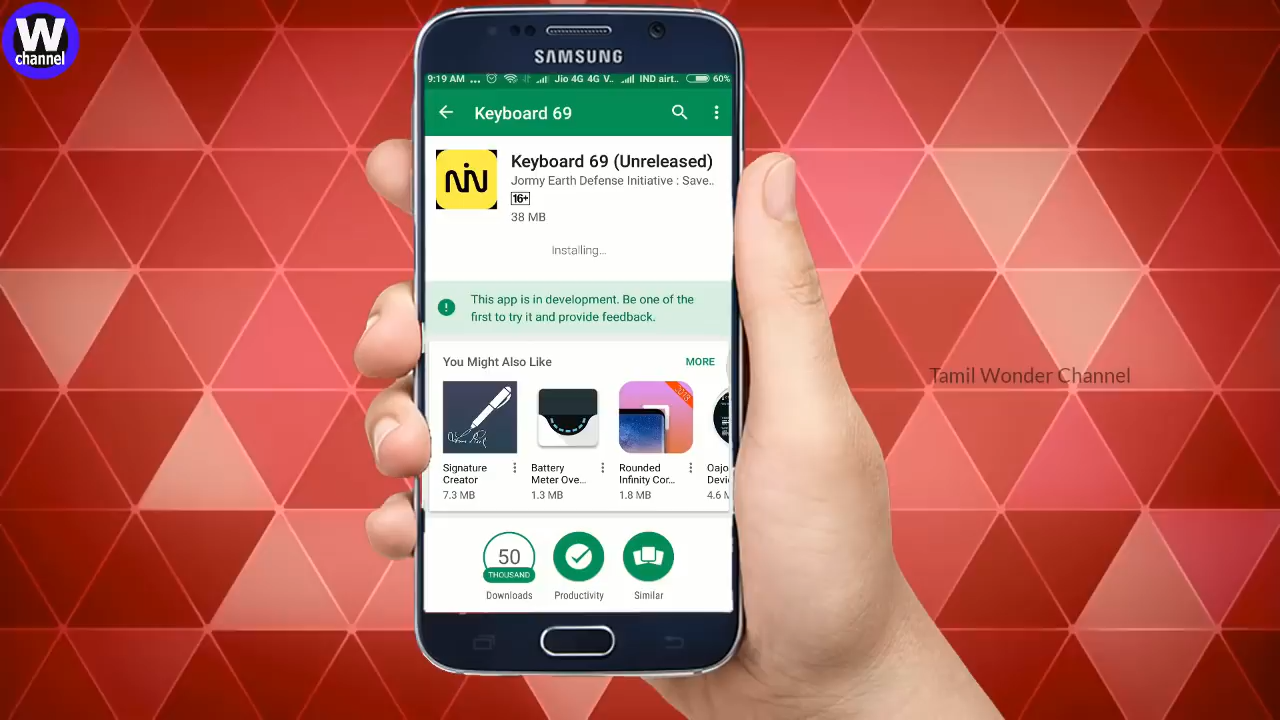 W
channel
SAMSUNG
9:19 AM ... Jio 4G 4G V.. IND airt.. 60%
Keyboard 69
Keyboard 69 (Unreleased)
Jormy Earth Defense Initiative : Save..
16+
38 MB
Installing...
This app is in development. Be one of the
first to try it and provide feedback.
You Might Also Like
MORE
Signature
Creator
7.3 MB
Battery
Meter Ove...
1.3 MB
2018
Rounded
Infinity Cor...
1.8 MB
Oajo
Devi
4.6 M
50
THOUSAND
Downloads
Productivity
Similar
Tamil Wonder Channel